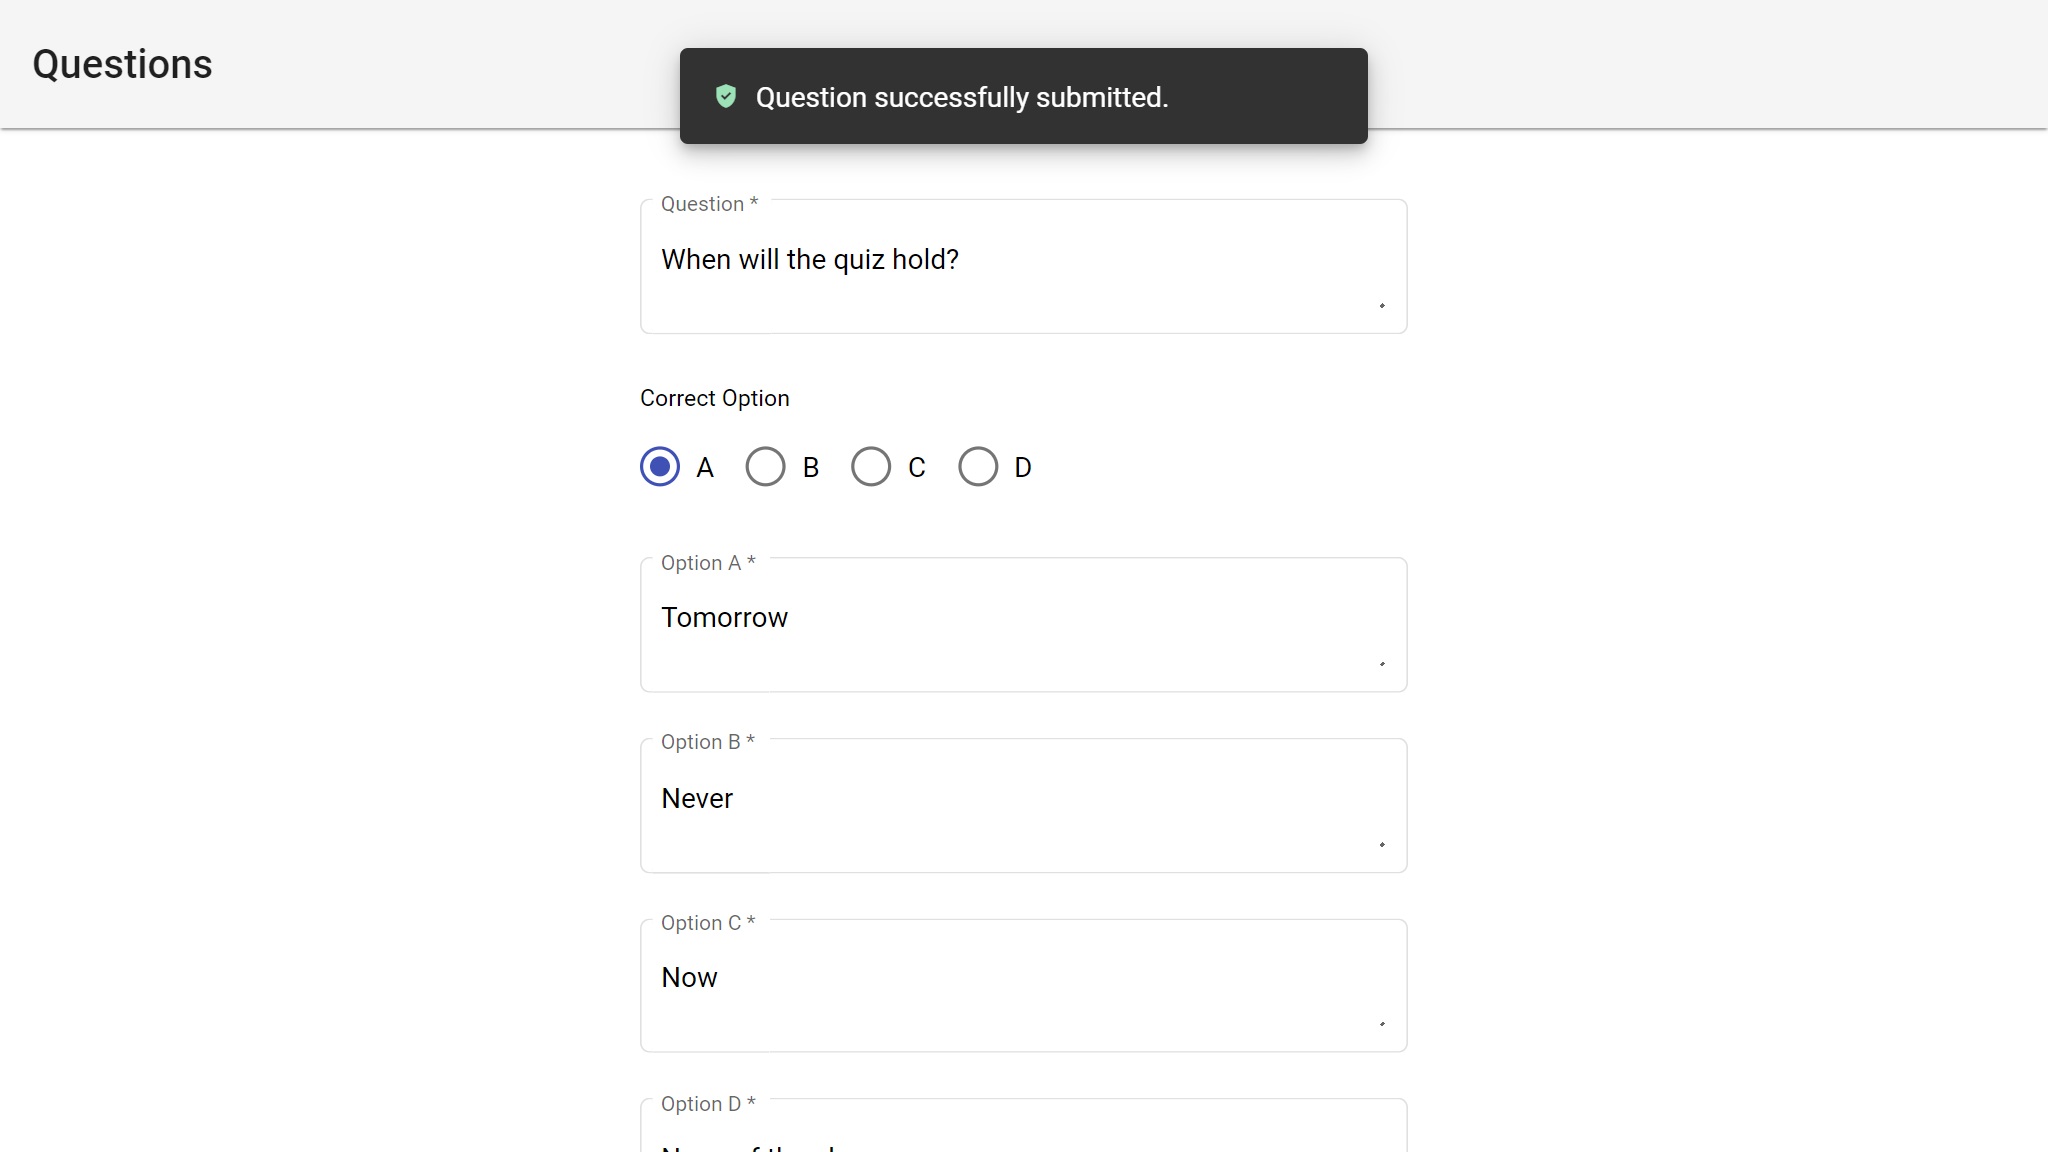 Questions
Question successfully submitted.
Question *
When will the quiz hold?
Correct Option
A B C D
Option A *
Tomorrow
Option B *
Never
Option C *
Now
Option D *